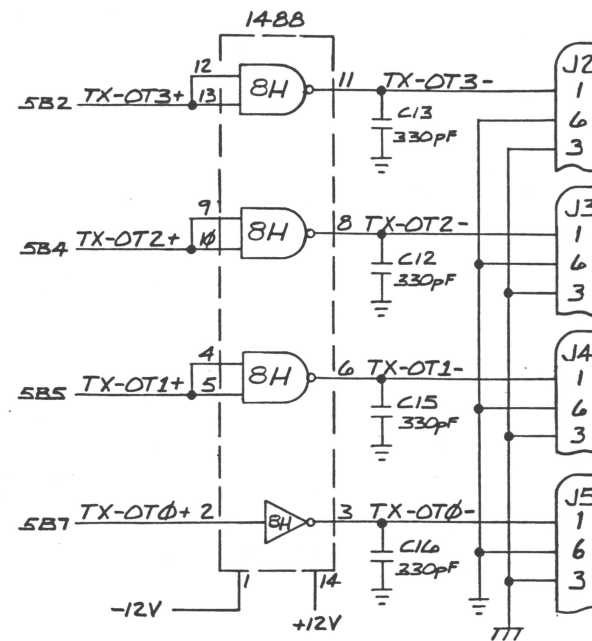 1488
J2
12
8H
11 TX-OT3-
1
5B2 TX-OT3+ 13
C13
330pF
6
3
J3
9
8H
8 TX-OT2-
1
5B4 TX-OT2+ 1Ø
C12
330pF
6
3
J4
4
8H
6 TX-OT1-
1
5B5 TX-OT1+ 5
C15
330pF
6
3
J5
5B7 TX-OTØ+ 2
8H
3 TX-OTØ-
1
C16
330pF
6
3
1
14
-12V
+12V